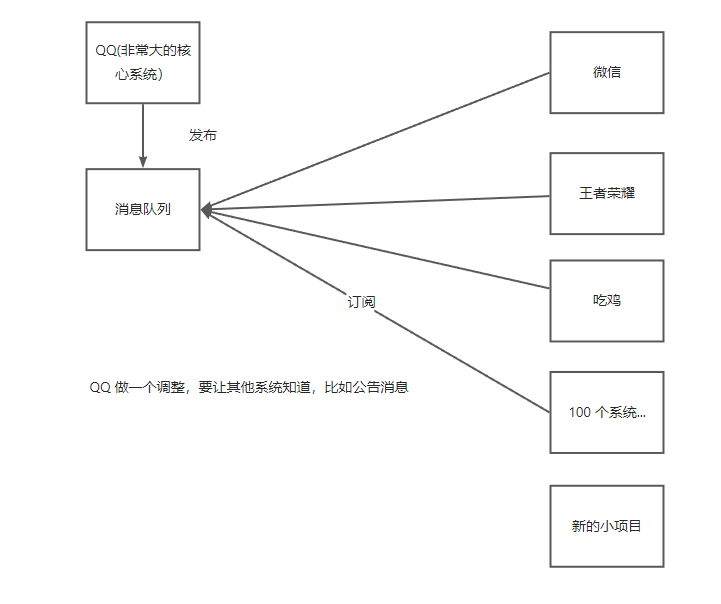 QQ(非常大的核
心系统）
微信
发布
王者荣耀
消息队列
吃鸡
订阅
QQ 做一个调整，要让其他系统知道，比如公告消息
100 个系统...
新的小项目